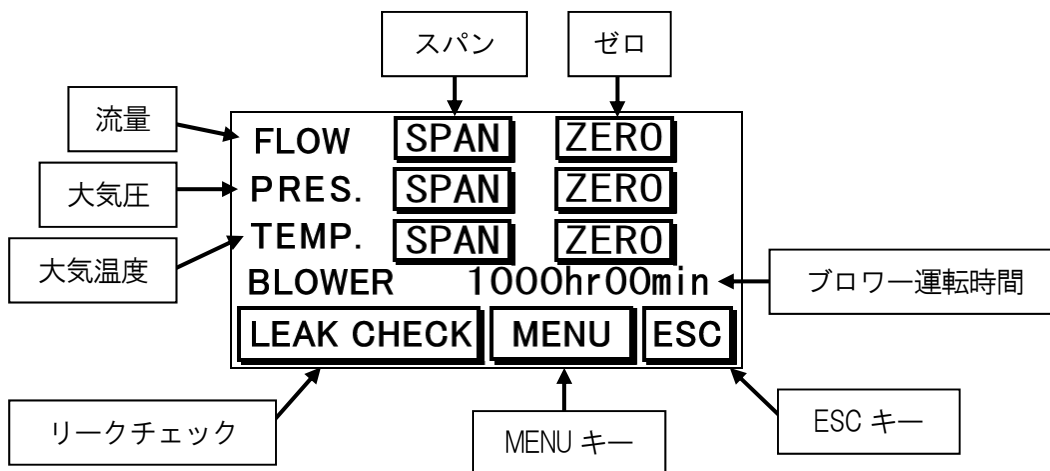 スパン
ゼロ
流量
大気圧
大気温度
FLOW SPAN ZERO
PRES. SPAN ZERO
TEMP. SPAN ZERO
BLOWER 1000hr00min
ブロワー運転時間
LEAK CHECK MENU ESC
リークチェック
MENU キー
ESC キー